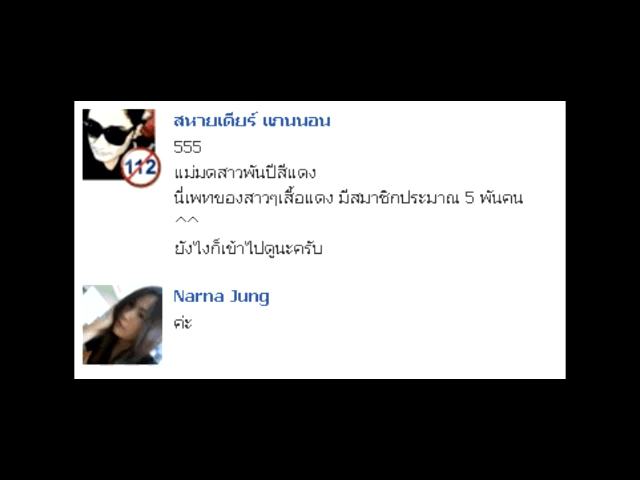 112
สหายเดียร์ แกนนอน
555
แม่มดสาวพันปีสีแดง
นี่เพทของสาวๆเสื้อแดง มีสมาชิกประมาณ 5 พันคน
^^
ยังไงก็เข้าไปดูนะครับ
Narna Jung
ค่ะ